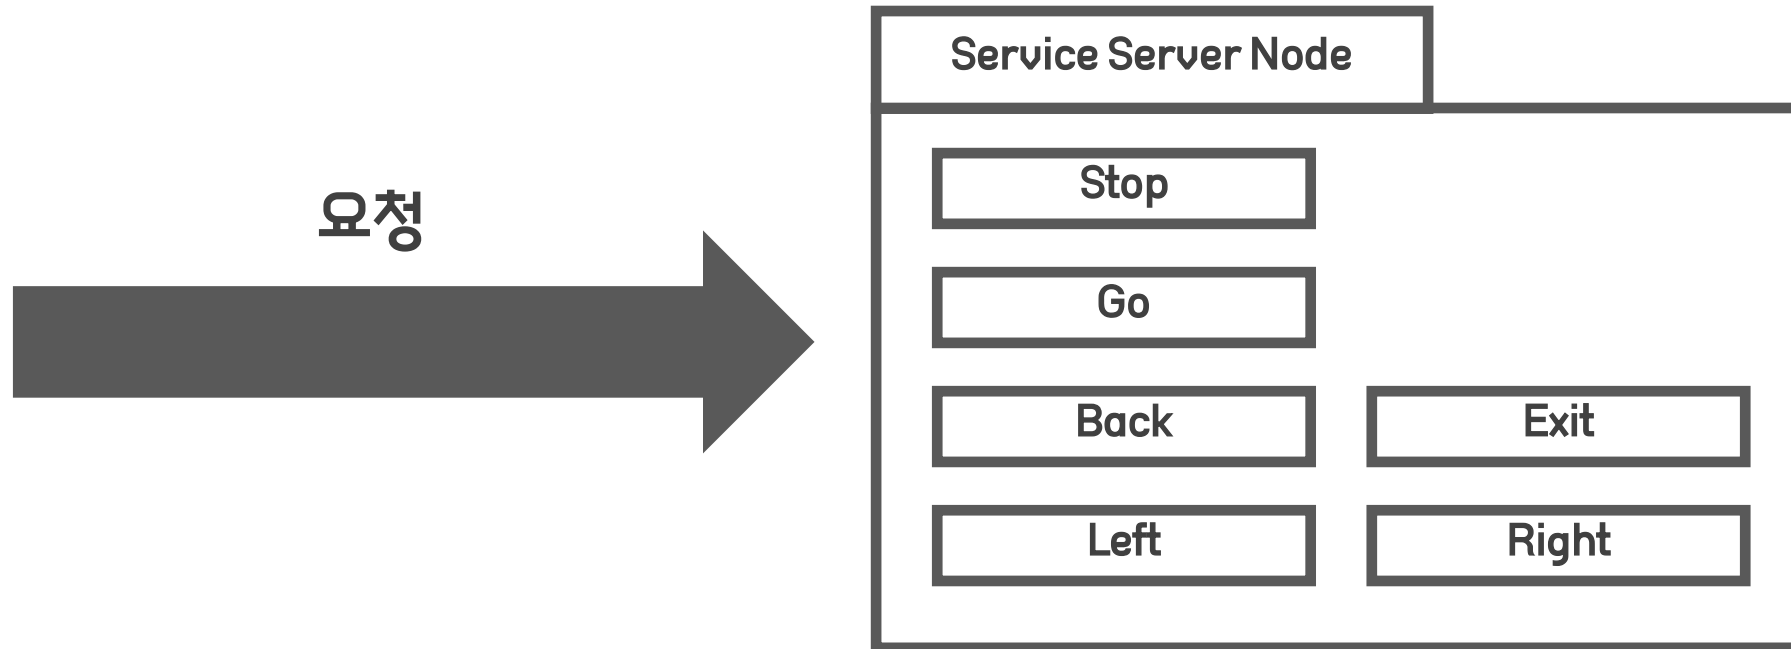 Service Server Node
요청
Stop
Go
Back
Exit
Left
Right